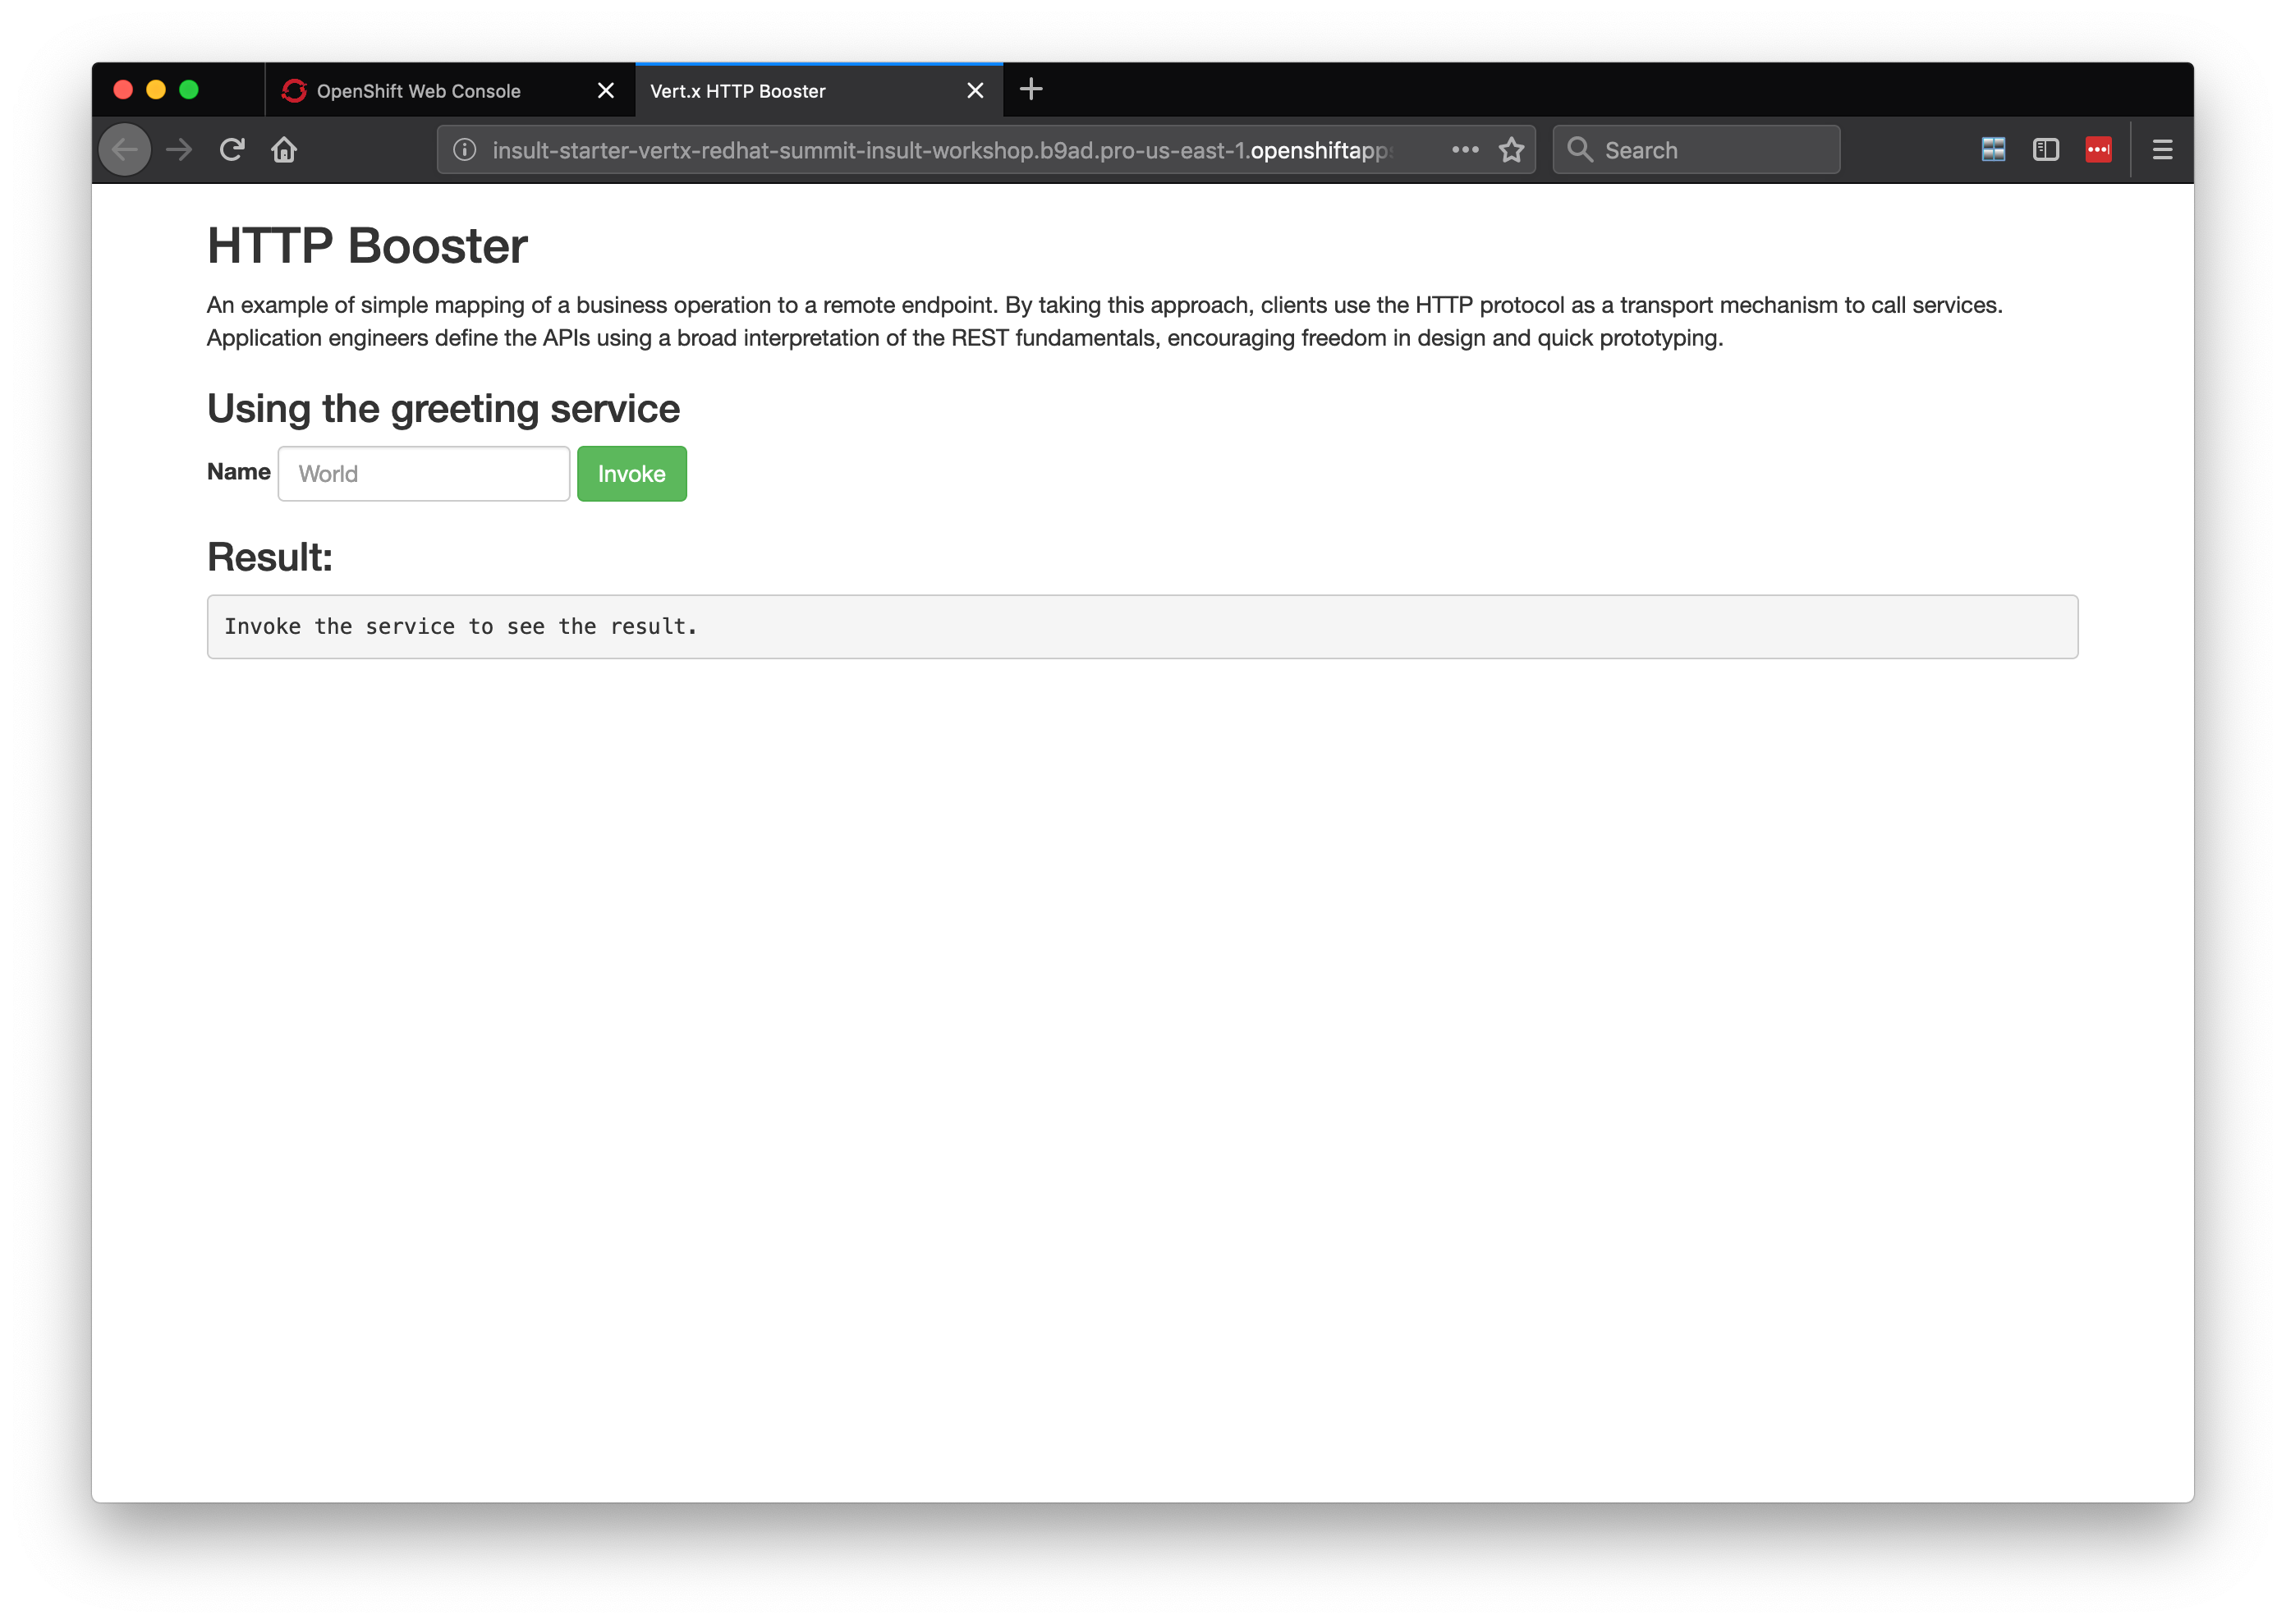 OpenShift Web Console
Vert.x HTTP Booster
insult-starter-vertx-redhat-summit-insult-workshop.b9ad.pro-us-east-1.openshiftapps
Search
HTTP Booster
An example of simple mapping of a business operation to a remote endpoint. By taking this approach, clients use the HTTP protocol as a transport mechanism to call services.
Application engineers define the APIs using a broad interpretation of the REST fundamentals, encouraging freedom in design and quick prototyping.
Using the greeting service
Name World Invoke
Result:
Invoke the service to see the result.